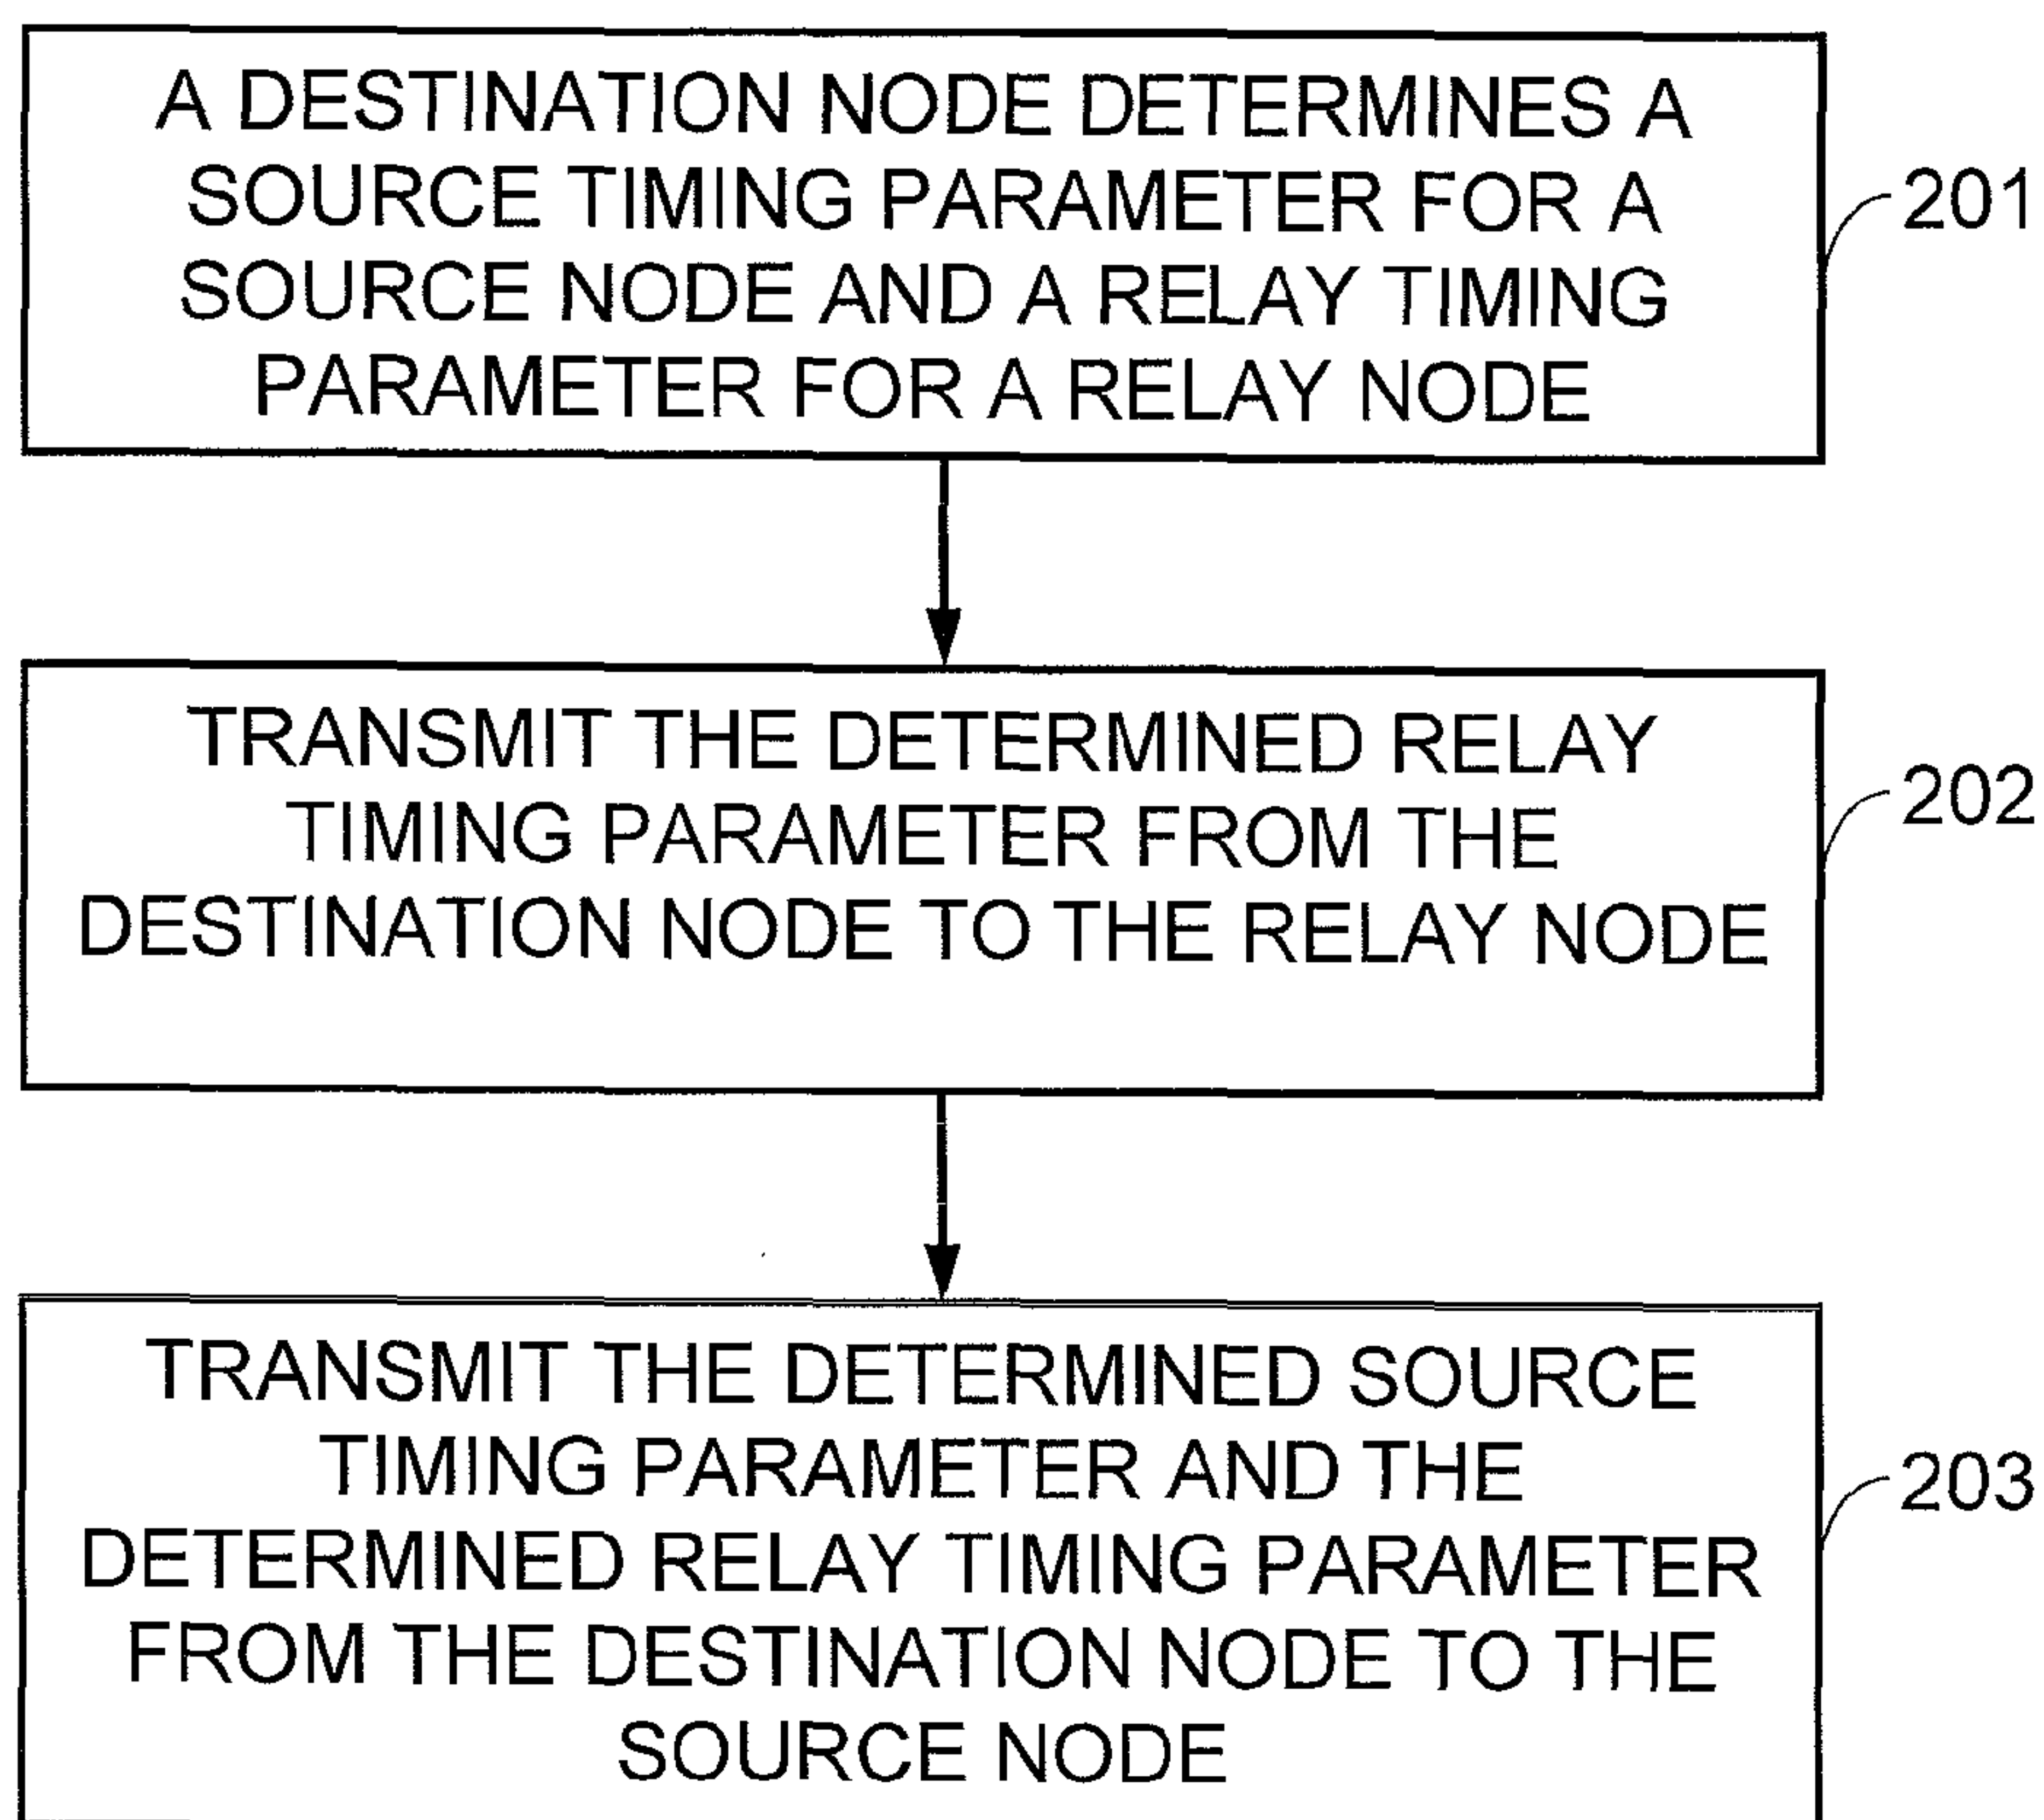 A DESTINATION NODE DETERMINES A
SOURCE TIMING PARAMETER FOR A
SOURCE NODE AND A RELAY TIMING
PARAMETER FOR A RELAY NODE
201
TRANSMIT THE DETERMINED RELAY
TIMING PARAMETER FROM THE
DESTINATION NODE TO THE RELAY NODE
202
TRANSMIT THE DETERMINED SOURCE
TIMING PARAMETER AND THE
DETERMINED RELAY TIMING PARAMETER
FROM THE DESTINATION NODE TO THE
SOURCE NODE
203